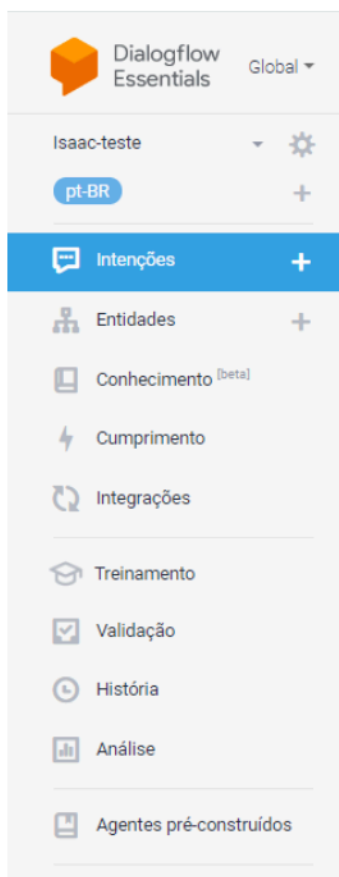 Dialogflow
Essentials
Global
Isaac-teste
pt-BR
Intenções
Entidades
Conhecimento [beta]
Cumprimento
Integrações
Treinamento
Validação
História
Análise
Agentes pré-construídos